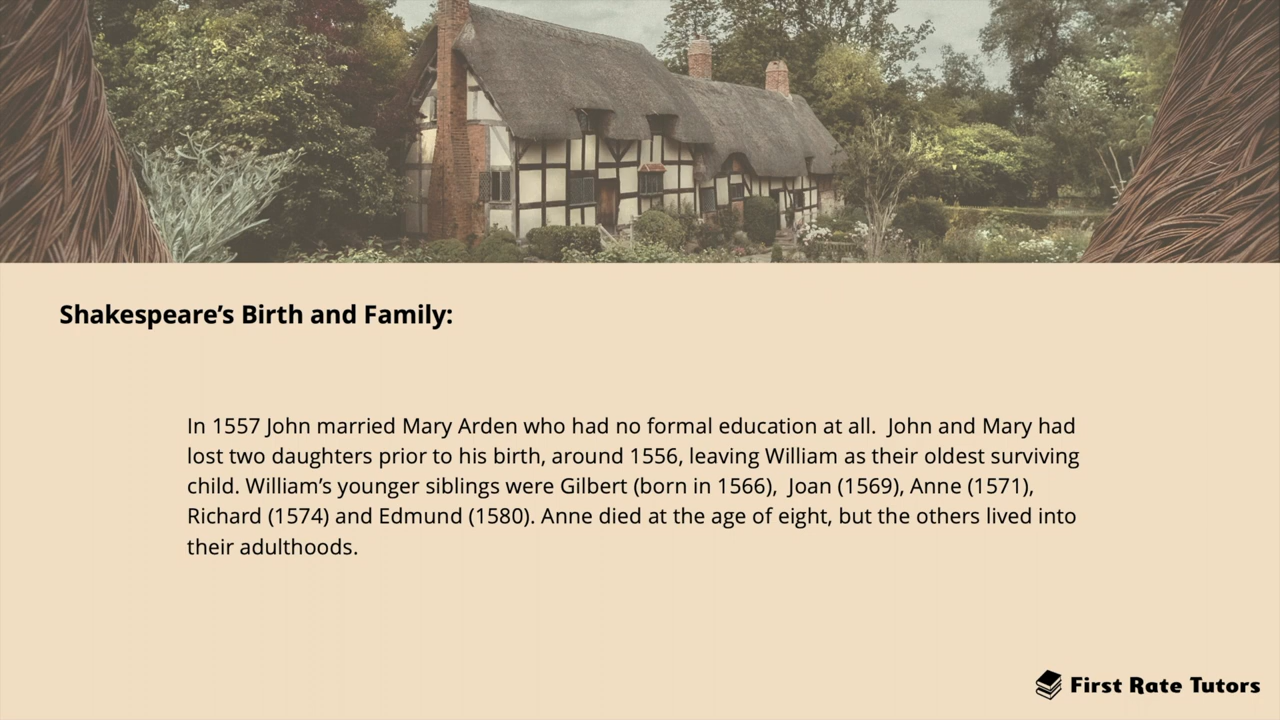 Shakespeare’s Birth and Family:
In 1557 John married Mary Arden who had no formal education at all.  John and Mary had
lost two daughters prior to his birth, around 1556, leaving William as their oldest surviving
child. William’s younger siblings were Gilbert (born in 1566),  Joan (1569), Anne (1571),
Richard (1574) and Edmund (1580). Anne died at the age of eight, but the others lived into
their adulthoods.
First Rate Tutors